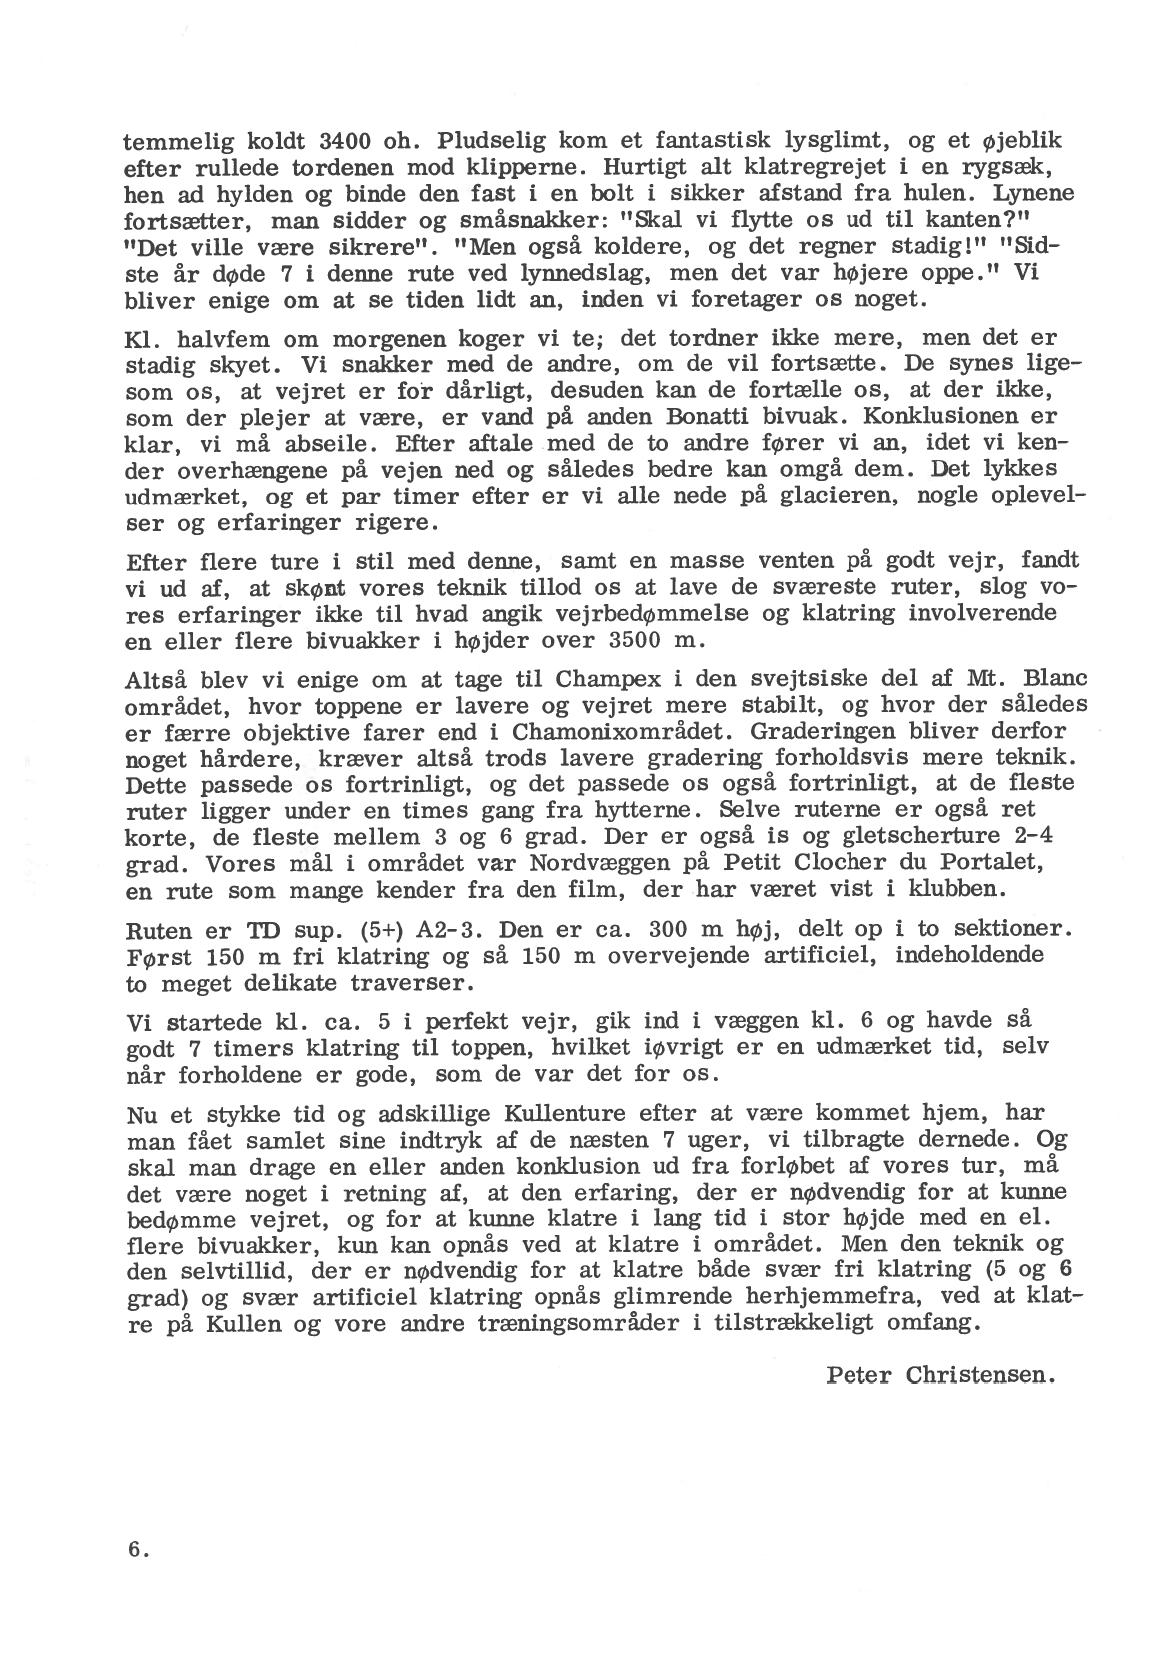 temmelig koldt 3400 oh. Pludselig kom et fantastisk lysglimt, og et øjeblik
efter rullede tordenen mod klipperne. Hurtigt alt klatregrejet i en rygsæk,
hen ad hylden og binde den fast i en bolt i sikker afstand fra hulen. Lynene
fortsætter, man sidder og småsnakker: "Skal vi flytte os ud til kanten?"
"Det ville være sikrere". "Men også koldere, og det regner stadig!" "Sid-
ste år døde 7 i denne rute ved lynnedslag, men det var højere oppe." Vi
bliver enige om at se tiden lidt an, inden vi foretager os noget.
Kl. halvfem om morgenen koger vi te; det tordner ikke mere, men det er
stadig skyet. Vi snakker med de andre, om de vil fortsætte. De synes lige-
som os, at vejret er for dårligt, desuden kan de fortælle os, at der ikke,
som der plejer at være, er vand på anden Bonatti bivuak. Konklusionen er
klar, vi må abseile. Efter aftale med de to andre fører vi an, idet vi ken-
der overhængene på vejen ned og således bedre kan omgå dem. Det lykkes
udmærket, og et par timer efter er vi alle nede på glacieren, nogle oplevel-
ser og erfaringer rigere.
Efter flere ture i stil med denne, samt en masse venten på godt vejr, fandt
vi ud af, at skønt vores teknik tillod os at lave de sværeste ruter, slog vo-
res erfaringer ikke til hvad angik vejrbedømmelse og klatring involverende
en eller flere bivuakker i højder over 3500 m.
Altså blev vi enige om at tage til Champex i den svejtsiske del af Mt. Blanc
området, hvor toppene er lavere og vejret mere stabilt, og hvor der således
er færre objektive farer end i Chamonixområdet. Graderingen bliver derfor
noget hårdere, kræver altså trods lavere gradering forholdsvis mere teknik.
Dette passede os fortrinligt, og det passede os også fortrinligt, at de fleste
ruter ligger under en times gang fra hytterne. Selve ruterne er også ret
korte, de fleste mellem 3 og 6 grad. Der er også is og gletscherture 2-4
grad. Vores mål i området var Nordvæggen på Petit Clocher du Portalet,
en rute som mange kender fra den film, der har været vist i klubben.
Ruten er TD sup. (5+) A2-3. Den er ca. 300 m høj, delt op i to sektioner.
Først 150 m fri klatring og så 150 m overvejende artificiel, indeholdende
to meget delikate traverser.
Vi startede kl. ca. 5 i perfekt vejr, gik ind i væggen kl. 6 og havde så
godt 7 timers klatring til toppen, hvilket iøvrigt er en udmærket tid, selv
når forholdene er gode, som de var det for os.
Nu et stykke tid og adskillige Kullenture efter at være kommet hjem, har
man fået samlet sine indtryk af de næsten 7 uger, vi tilbragte dernede. Og
skal man drage en eller anden konklusion ud fra forløbet af vores tur, må
det være noget i retning af, at den erfaring, der er nødvendig for at kunne
bedømme vejret, og for at kunne klatre i lang tid i stor højde med en el.
flere bivuakker, kun kan opnås ved at klatre i området. Men den teknik og
den selvtillid, der er nødvendig for at klatre både svær fri klatring (5 og 6
grad) og svær artificiel klatring opnås glimrende herhjemmefra, ved at klat-
re på Kullen og vore andre træningsområder i tilstrækkeligt omfang.
Peter Christensen.
6.